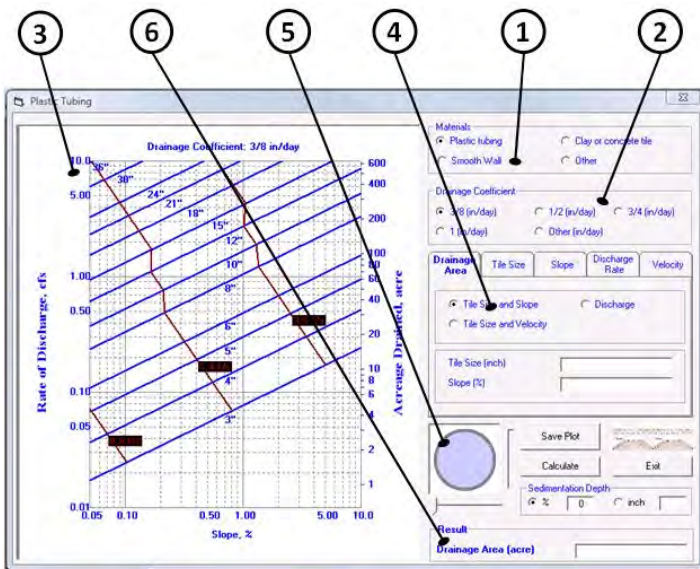 3
6
5
4
1
2
Plastic Tubing
Drainage Coefficient: 3/8 in/day
Rate of Discharge, cfs
10.0
5.00
1.00
0.50
0.10
0.05
0.01
36"
30"
24"
21"
18"
15"
12"
10"
8"
6"
5"
4"
3"
600
400
200
100
80
60
40
20
10
8
6
4
2
1
Acreage Drained, acre
0.05
0.10
0.50
1.00
5.00
10.0
Slope, %
Materials
Plastic tubing
Clay or concrete tile
Smooth Wall
Other
Drainage Coefficient
3/8 (in/day)
1/2 (in/day)
3/4 (in/day)
1 (in/day)
Other (in/day)
Drainage Area
Tile Size
Slope
Discharge Rate
Velocity
Tile Size and Slope
Discharge
Tile Size and Velocity
Tile Size (inch)
Slope (%)
Save Plot
Calculate
Exit
Sedimentation Depth
%
0
inch
Result
Drainage Area (acre)